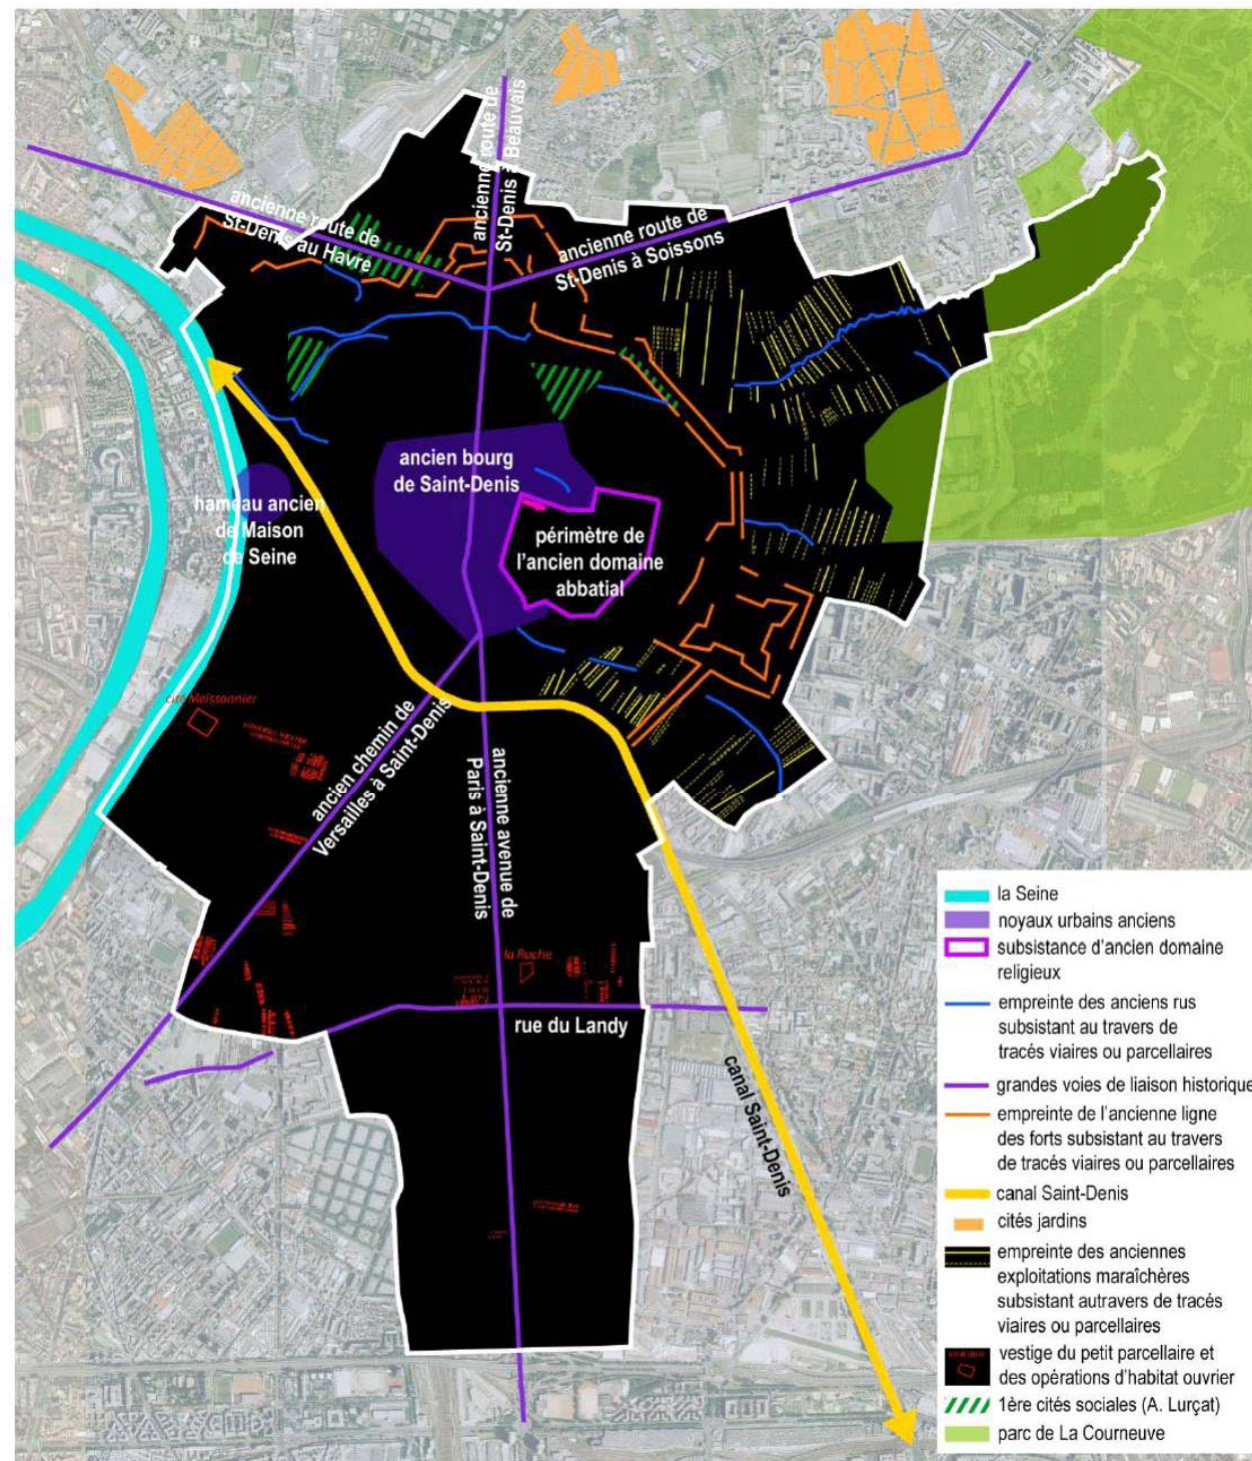 ancienne route de
St-Denis à Beauvais
ancienne route de
St-Denis au Havre
ancienne route de
St-Denis à Soissons
ancien bourg
de Saint-Denis
hameau ancien
de Maison
de Seine
périmètre de
l'ancien domaine
abbatial
cité Meissonnier
ancien chemin de
Versailles à Saint-Denis
ancienne avenue de
Paris à Saint-Denis
la Ruche
rue du Landy
canal Saint-Denis
la Seine
noyaux urbains anciens
subsistance d'ancien domaine
religieux
empreinte des anciens rus
subsistant au travers de
tracés viaires ou parcellaires
grandes voies de liaison historique
empreinte de l'ancienne ligne
des forts subsistant au travers
de tracés viaires ou parcellaires
canal Saint-Denis
cités jardins
empreinte des anciennes
exploitations maraîchères
subsistant autravers de tracés
viaires ou parcellaires
vestige du petit parcellaire et
des opérations d'habitat ouvrier
1ère cités sociales (A. Lurçat)
parc de La Courneuve